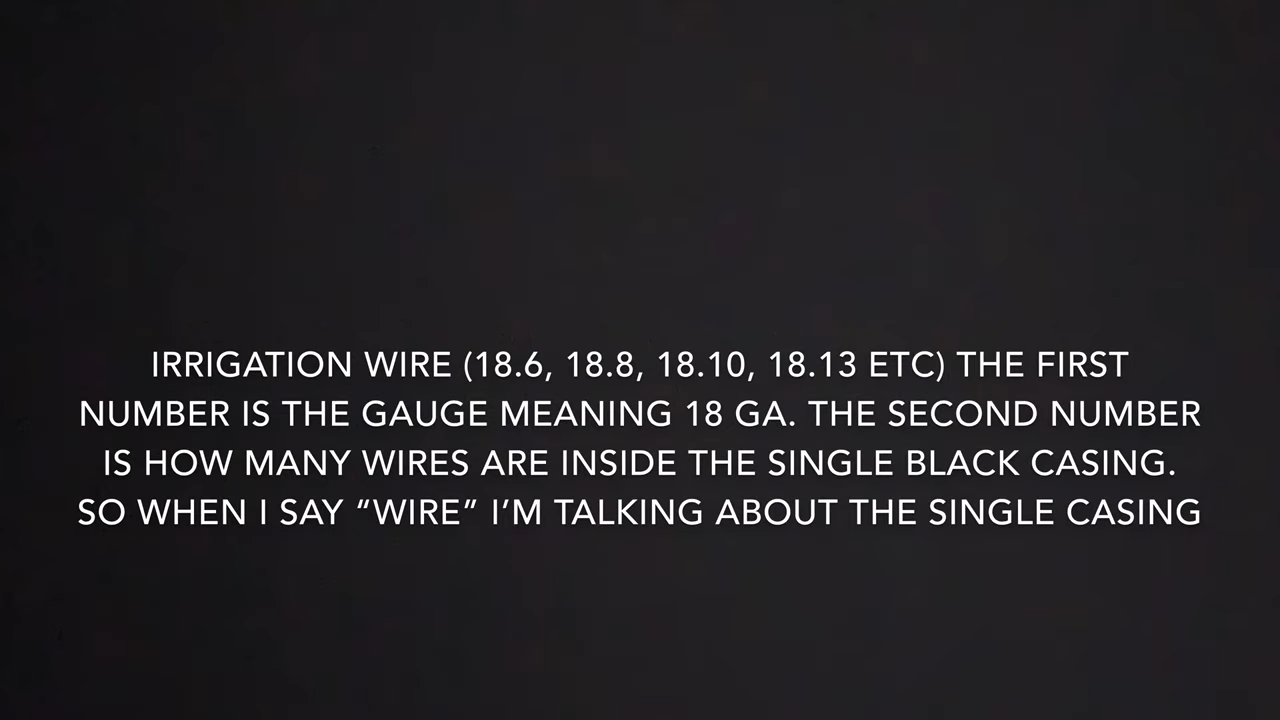 IRRIGATION WIRE (18.6, 18.8, 18.10, 18.13 ETC) THE FIRST
NUMBER IS THE GAUGE MEANING 18 GA. THE SECOND NUMBER
IS HOW MANY WIRES ARE INSIDE THE SINGLE BLACK CASING.
SO WHEN I SAY “WIRE” I’M TALKING ABOUT THE SINGLE CASING